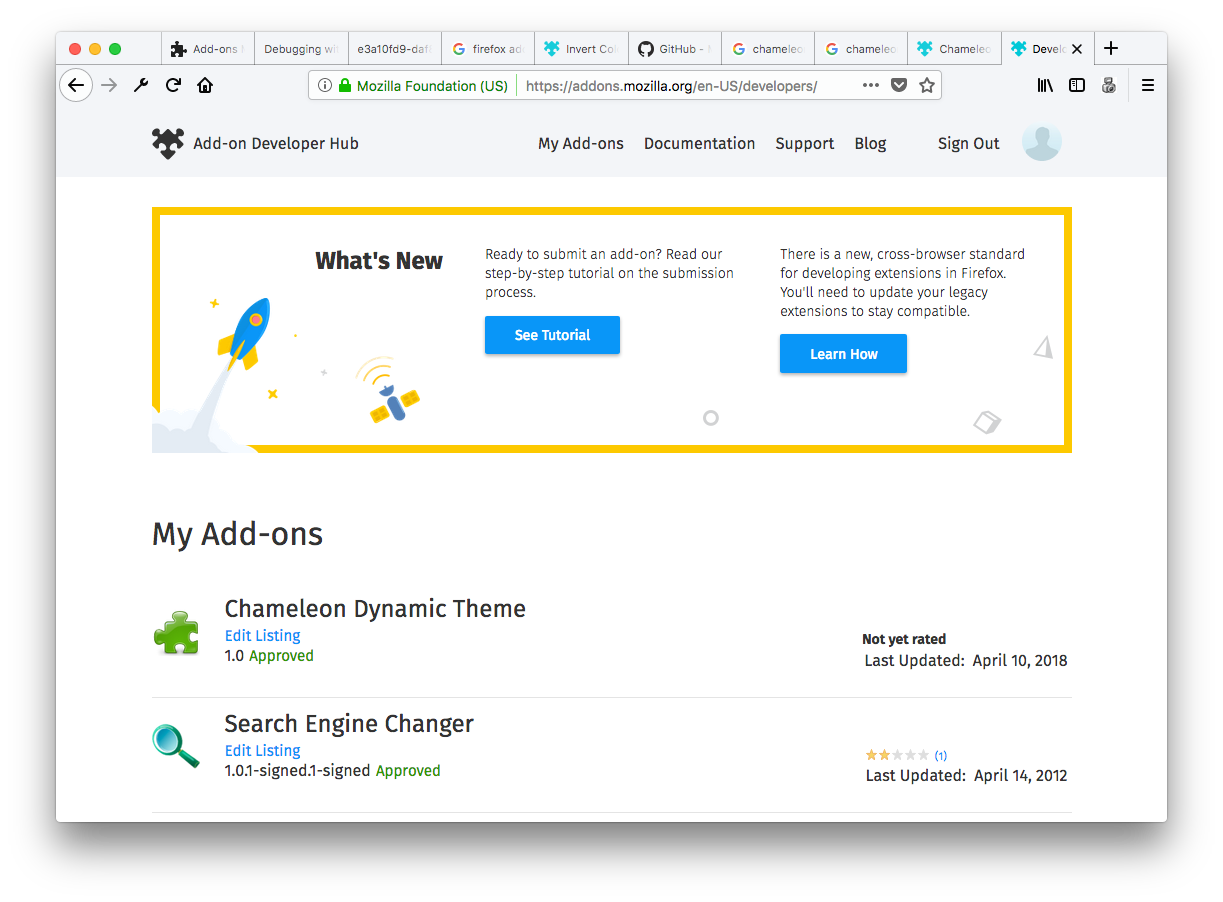 Add-ons
Debugging wi
e3a10fd9-daf
firefox ad
Invert Col
GitHub -
chameleo
chameleo
Chameleo
Develo
Mozilla Foundation (US)
https://addons.mozilla.org/en-US/developers/
Add-on Developer Hub
My Add-ons
Documentation
Support
Blog
Sign Out
What's New
Ready to submit an add-on? Read our
step-by-step tutorial on the submission
process.
See Tutorial
There is a new, cross-browser standard
for developing extensions in Firefox.
You'll need to update your legacy
extensions to stay compatible.
Learn How
My Add-ons
Chameleon Dynamic Theme
Edit Listing
1.0 Approved
Not yet rated
Last Updated: April 10, 2018
Search Engine Changer
Edit Listing
1.0.1-signed.1-signed Approved
(1)
Last Updated: April 14, 2012